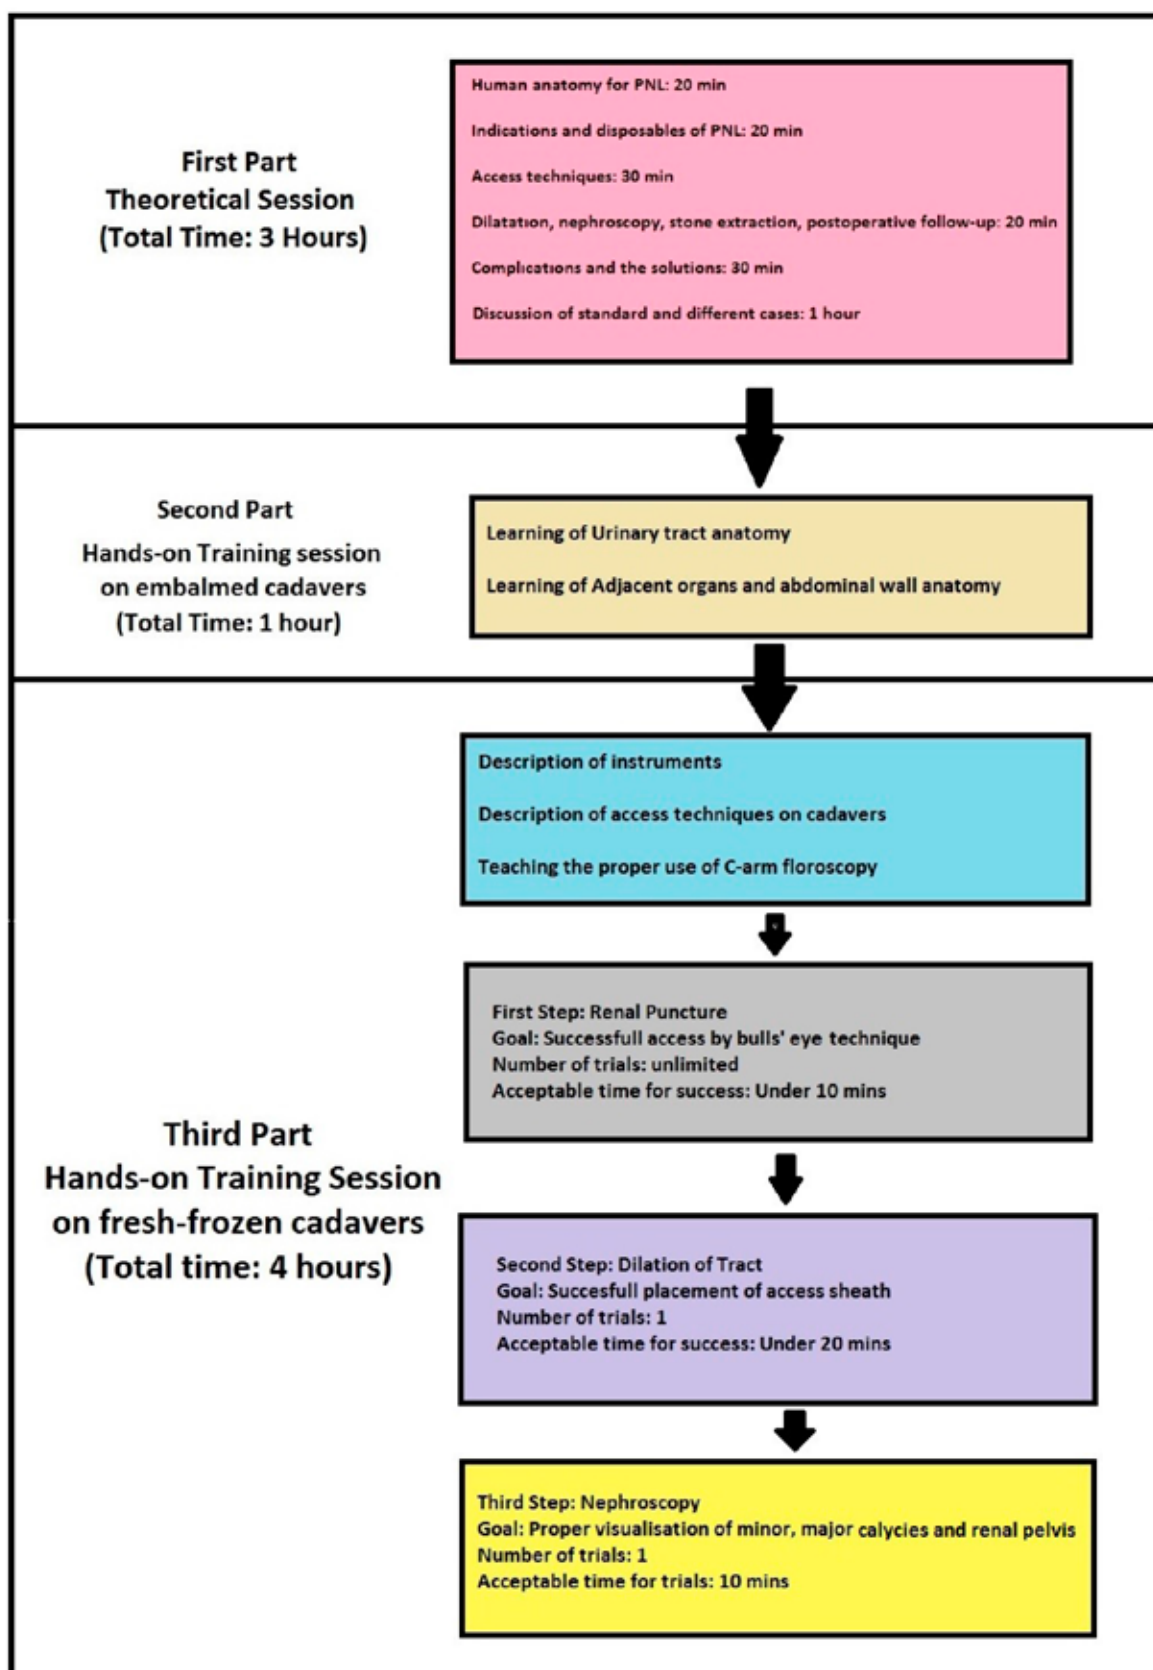 First Part
Theoretical Session
(Total Time: 3 Hours)
Human anatomy for PNL: 20 min
Indications and disposables of PNL: 20 min
Access techniques: 30 min
Dilatation, nephroscopy, stone extraction, postoperative follow-up: 20 min
Complications and the solutions: 30 min
Discussion of standard and different cases: 1 hour
Second Part
Hands-on Training session
on embalmed cadavers
(Total Time: 1 hour)
Learning of Urinary tract anatomy
Learning of Adjacent organs and abdominal wall anatomy
Third Part
Hands-on Training Session
on fresh-frozen cadavers
(Total time: 4 hours)
Description of instruments
Description of access techniques on cadavers
Teaching the proper use of C-arm floroscopy
First Step: Renal Puncture
Goal: Successfull access by bulls' eye technique
Number of trials: unlimited
Acceptable time for success: Under 10 mins
Second Step: Dilation of Tract
Goal: Succesfull placement of access sheath
Number of trials: 1
Acceptable time for success: Under 20 mins
Third Step: Nephroscopy
Goal: Proper visualisation of minor, major calycies and renal pelvis
Number of trials: 1
Acceptable time for trials: 10 mins